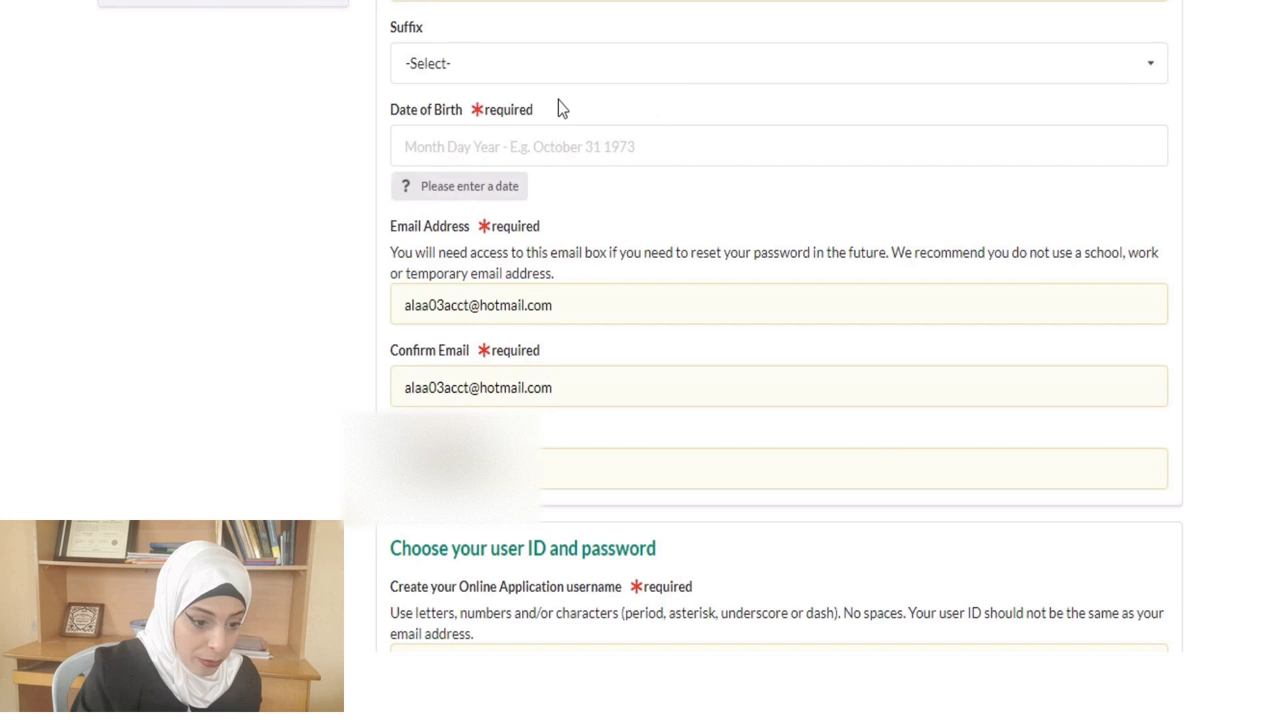 Suffix
-Select-
Date of Birth *required
Month Day Year - E.g. October 31 1973
? Please enter a date
Email Address *required
You will need access to this email box if you need to reset your password in the future. We recommend you do not use a school, work
or temporary email address.
alaa03acct@hotmail.com
Confirm Email *required
alaa03acct@hotmail.com
Choose your user ID and password
Create your Online Application username *required
Use letters, numbers and/or characters (period, asterisk, underscore or dash). No spaces. Your user ID should not be the same as your
email address.